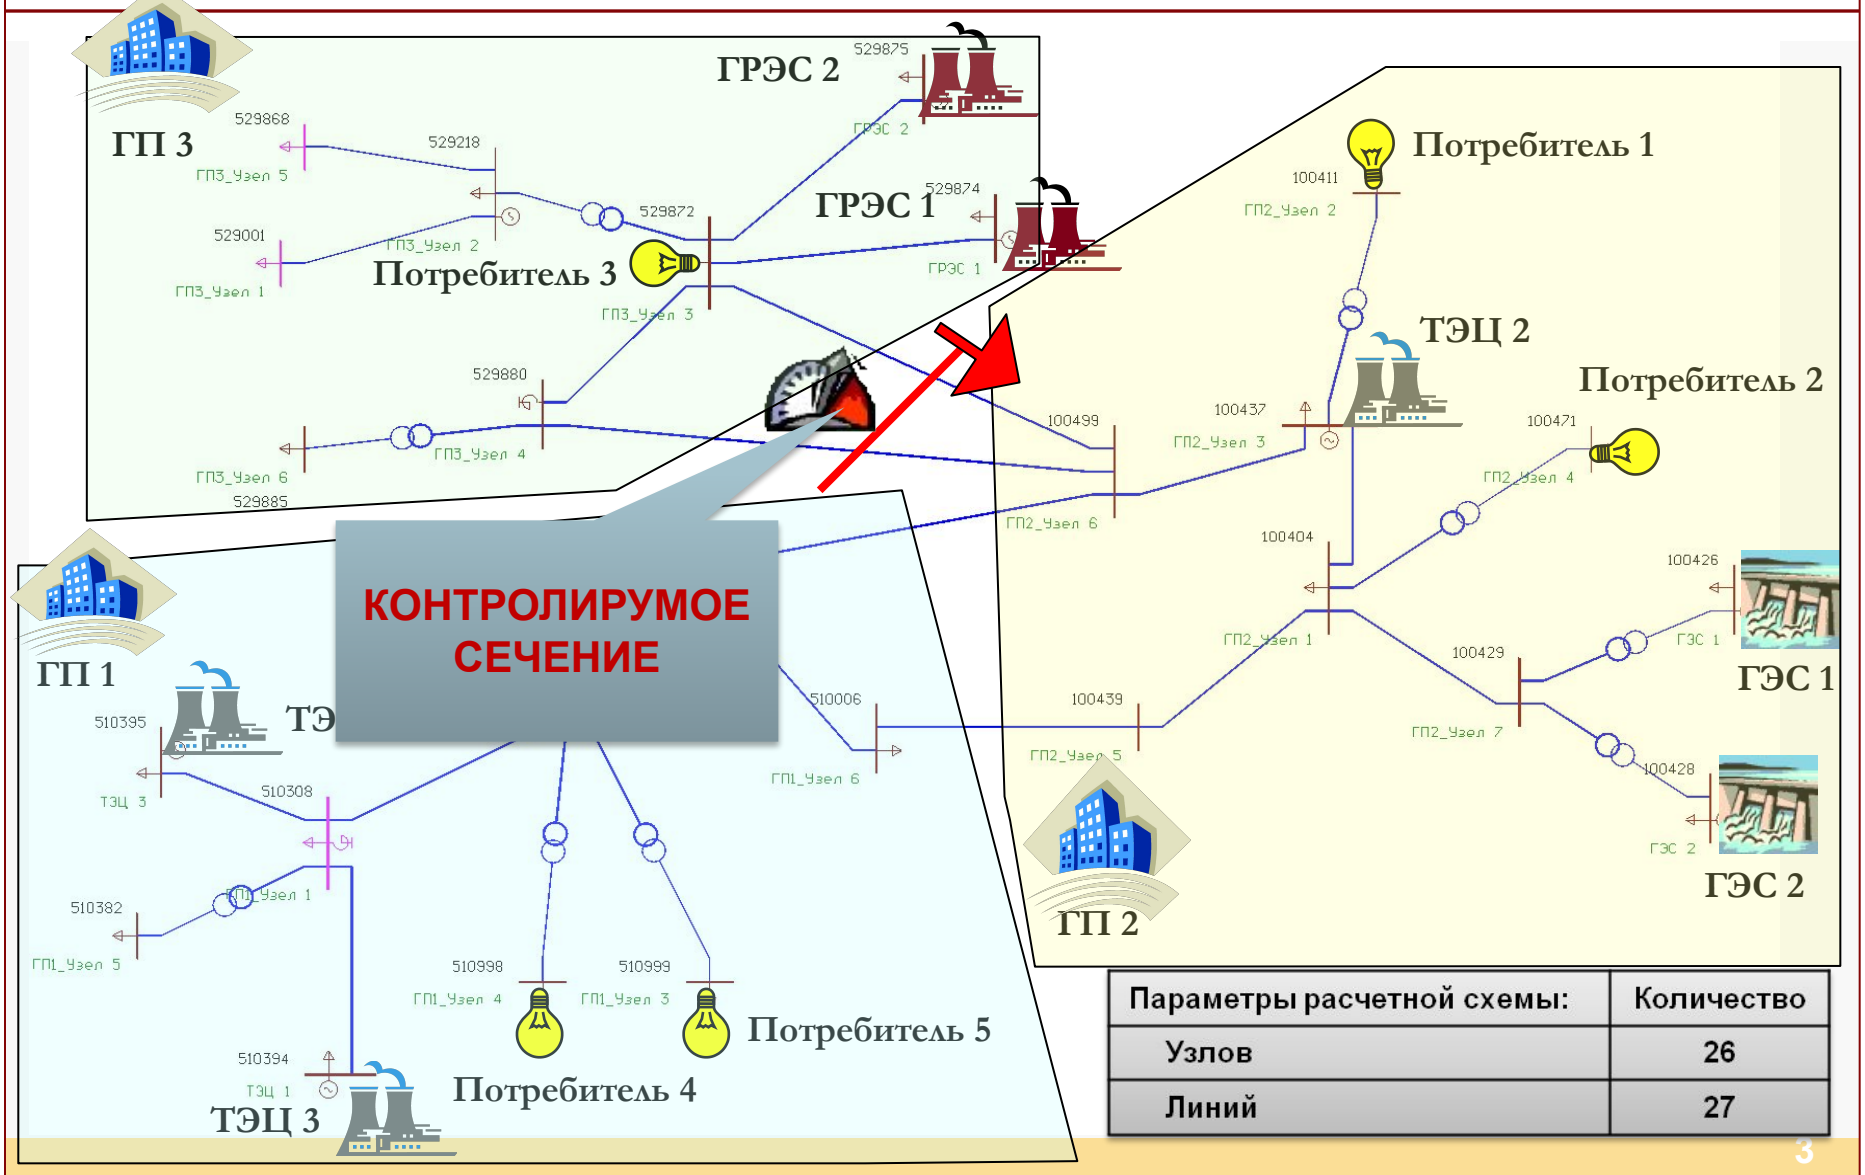 529875
ГРЭС 2
ГРЭС 2
529868
ГП 3
529218
ГП3_Узел 5
Потребитель 1
100411
ГП2_Узел 2
529874
ГРЭС 1
529872
529001
ГП3_Узел 2
Потребитель 3
ГРЭС 1
ГП3_Узел 1
ГП3_Узел 3
ТЭЦ 2
529880
Потребитель 2
100499
100437
100471
ГП2_Узел 3
ГП3_Узел 4
ГП3_Узел 6
529885
ГП2_Узел 4
ГП2_Узел 6
100404
100426
КОНТРОЛИРУМОЕ
СЕЧЕНИЕ
ГП2_Узел 1
ГЭС 1
100429
ГП 1
ГЭС 1
510006
100439
510395
ТЭ
ГП2_Узел 7
ГП2_Узел 5
100428
ГП1_Узел 6
510308
ТЭЦ 3
ГЭС 2
ГЭС 2
ГП1_Узел 1
510382
ГП 2
ГП1_Узел 5
510998
510999
ГП1_Узел 4
ГП1_Узел 3
Параметры расчетной схемы: Количество
Потребитель 5
Узлов 26
510394
ТЭЦ 1
Потребитель 4
Линий 27
ТЭЦ 3
3